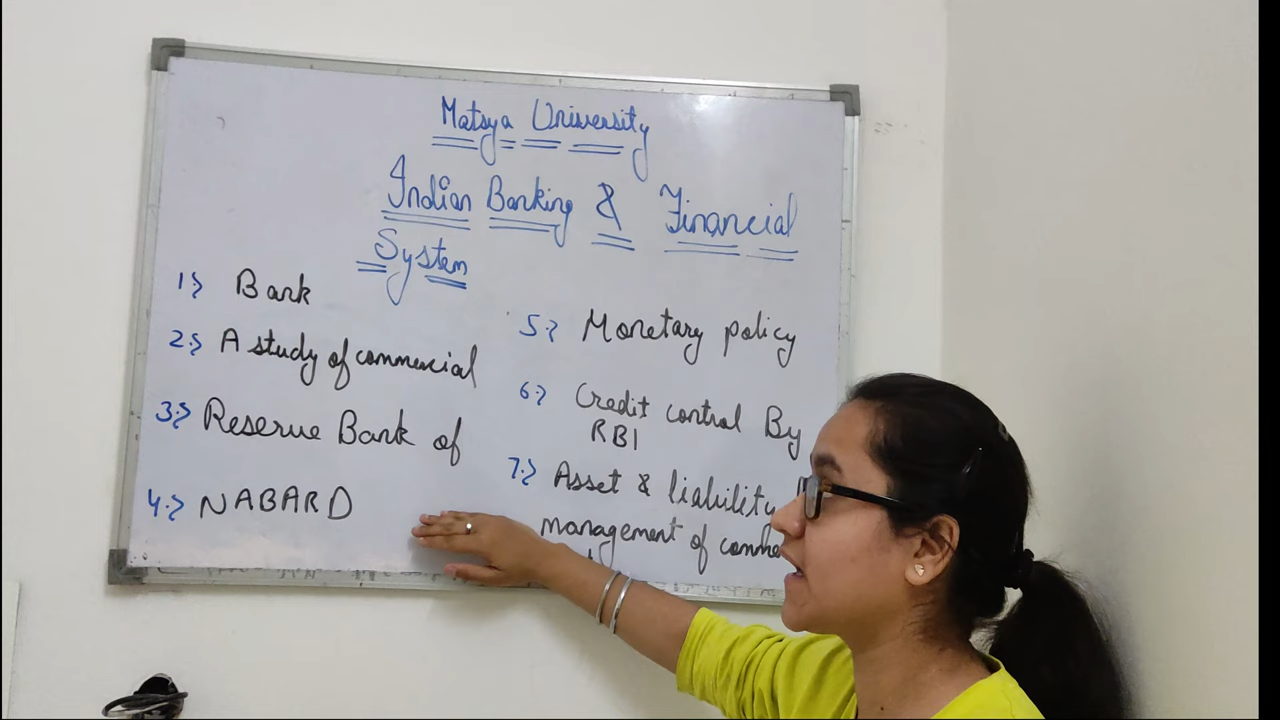 Matsya University
Indian Banking & Financial
System
1> Bank
2.> A study of commercial
3.> Reserve Bank of
4.> NABARD
5.> Monetary policy
6.> Credit control By
RBI
7.> Asset & liability
management of comme